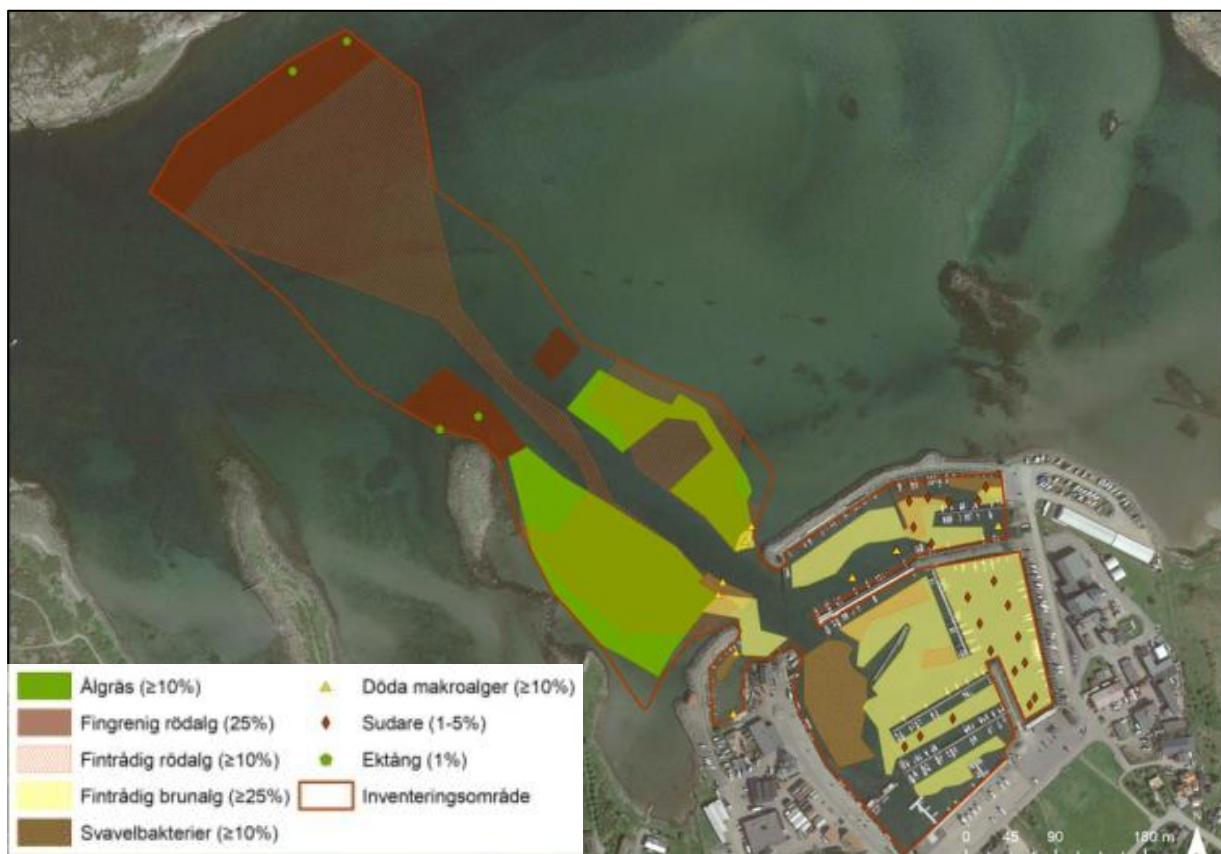 Ålgräs (≥10%)
Fingrenig rödalg (25%)
Fintrådig rödalg (≥10%)
Fintrådig brunalg (≥25%)
Svavelbakterier (≥10%)
Döda makroalger (≥10%)
Sudare (1-5%)
Ektång (1%)
Inventeringsområde
N
0 45 90 180 m